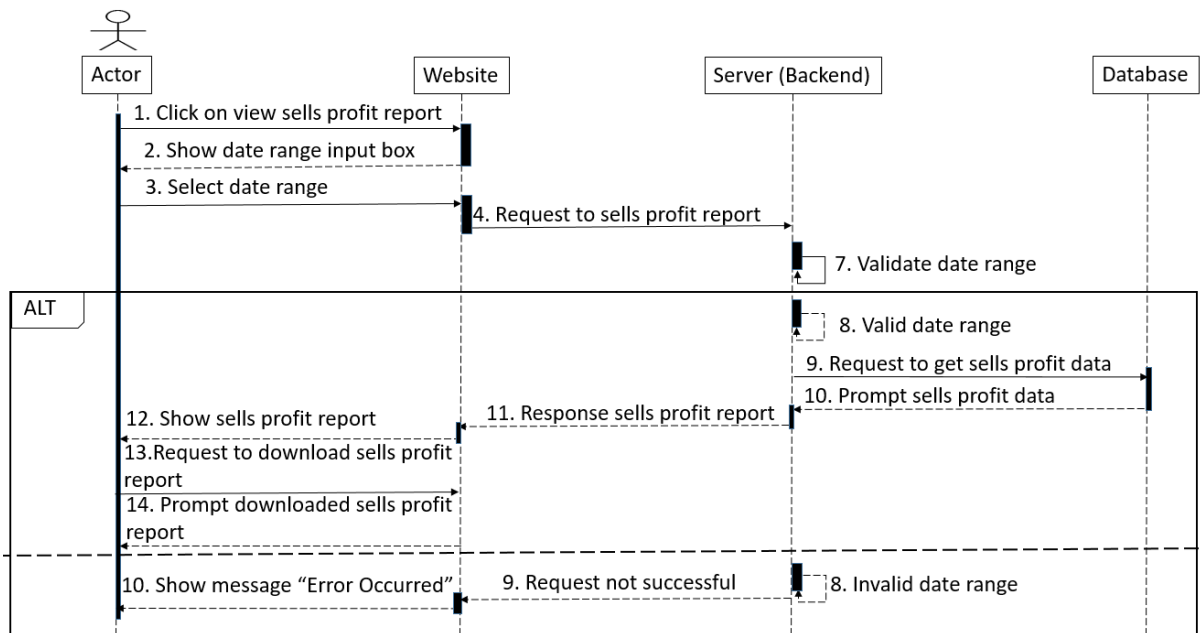 Actor
Website
Server (Backend)
Database
1. Click on view sells profit report
2. Show date range input box
3. Select date range
4. Request to sells profit report
7. Validate date range
ALT
8. Valid date range
9. Request to get sells profit data
10. Prompt sells profit data
11. Response sells profit report
12. Show sells profit report
13.Request to download sells profit
report
14. Prompt downloaded sells profit
report
10. Show message “Error Occurred”
9. Request not successful
8. Invalid date range